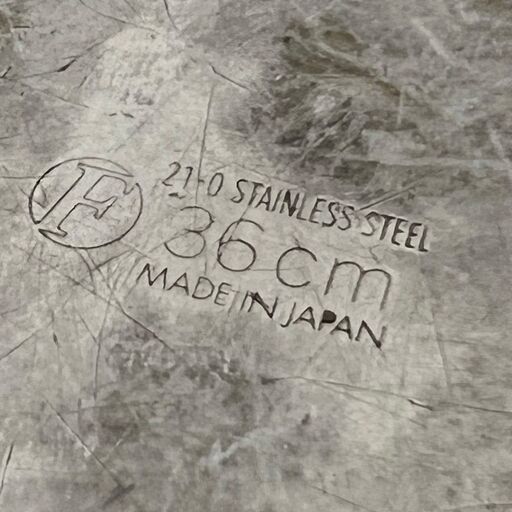 F
21-0 STAINLESS STEEL
36cm
MADE IN JAPAN